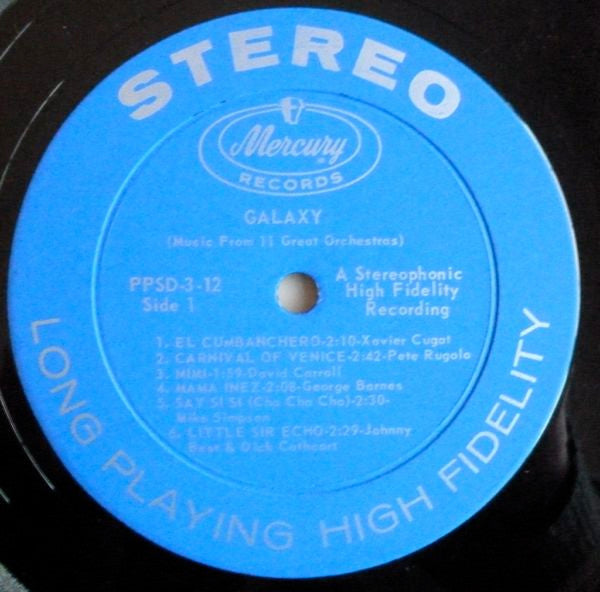 STEREO
Mercury
RECORDS
GALAXY
(Music From 11 Great Orchestras)
PPSD-3-12
Side 1
A Stereophonic
High Fidelity
Recording
1. EL CUMBANCHERO-2:10-Xavier Cugat
2. CARNIVAL OF VENICE-2:42-Pete Rugolo
3. MIMI-1:59-David Carroll
4. MAMA INEZ-2:08-George Barnes
5. SAY SI SI (Cha Cha Cha)-2:30-
Mike Simpson
6. LITTLE SIR ECHO-2:29-Johnny
Best & Dick Cathcart
LONG PLAYING HIGH FIDELITY